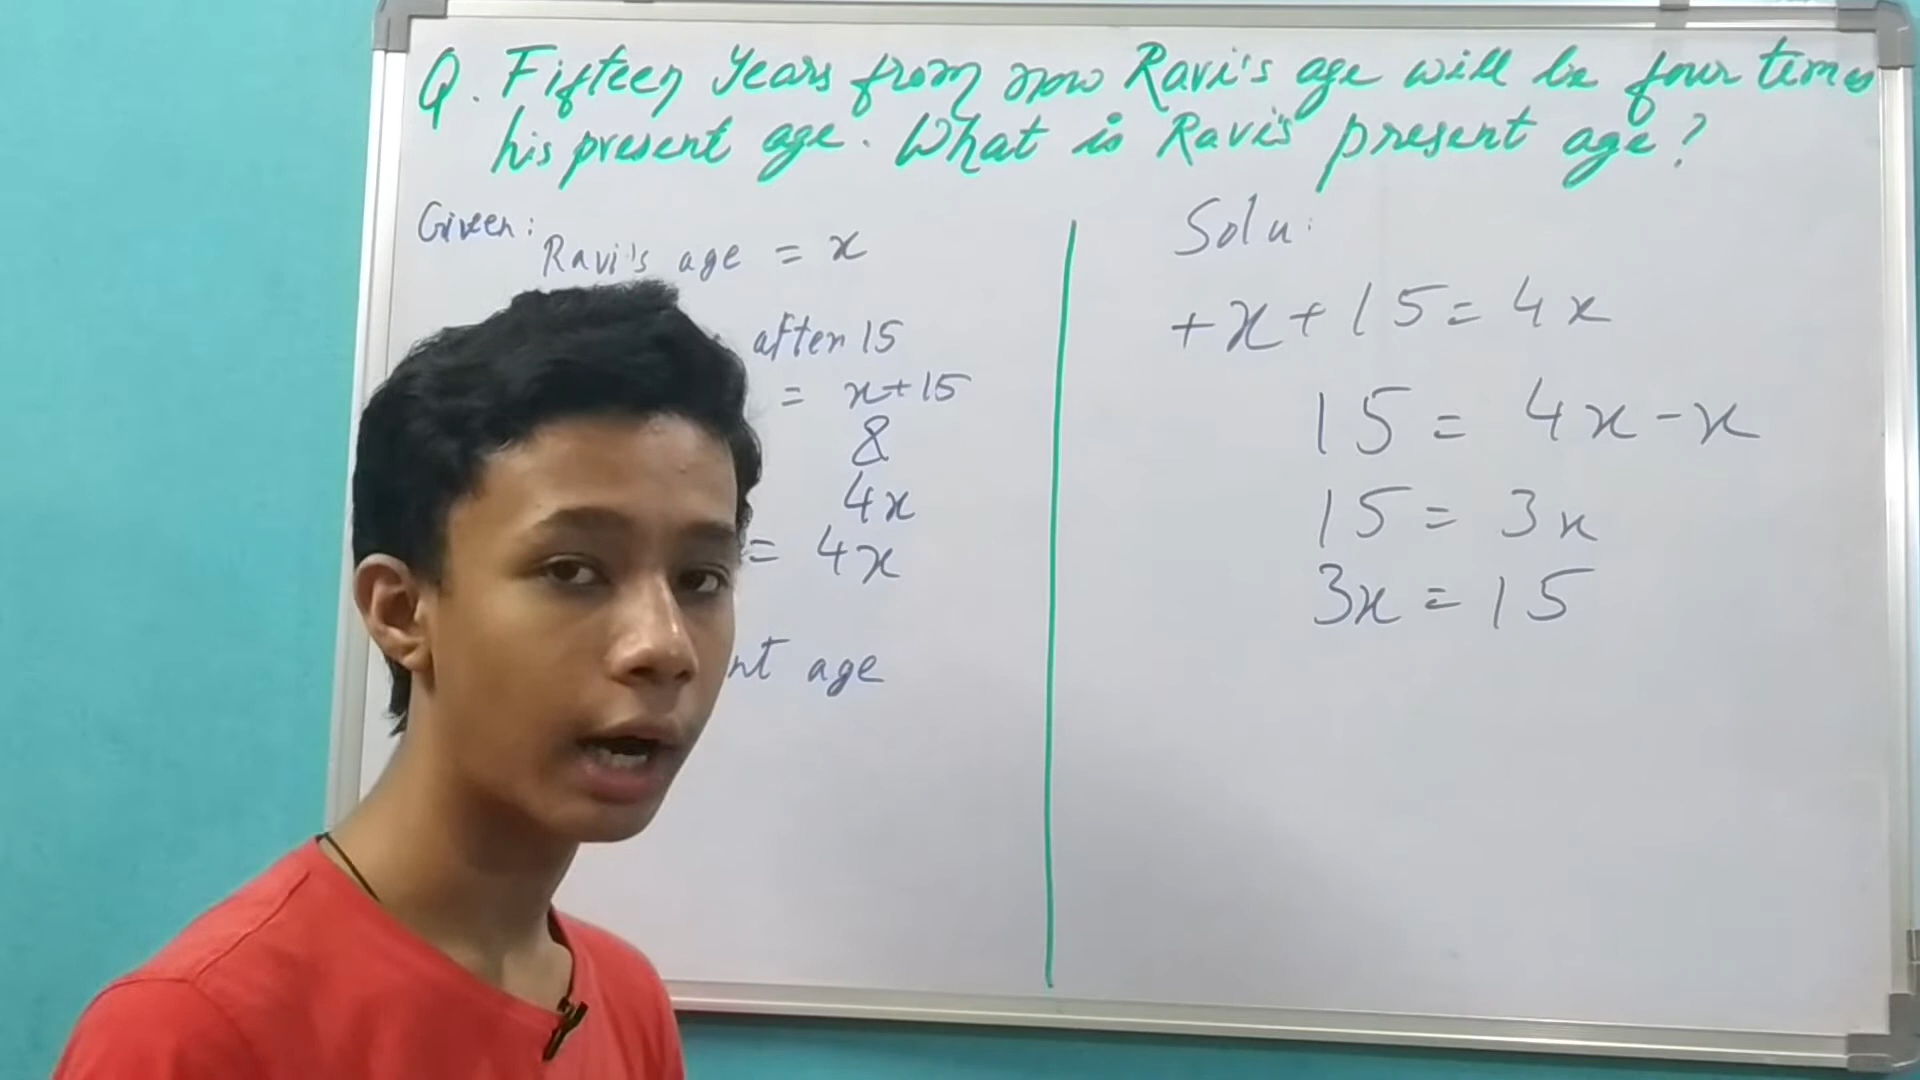 Q. Fifteen Years from now Ravi's age will be four times
his present age. What is Ravi's present age?
Given:
Ravi's age = x
after 15
= x+15
&
4x
= 4x
nt age
Solu:
+x+15=4x
15= 4x-x
15= 3x
3x=15